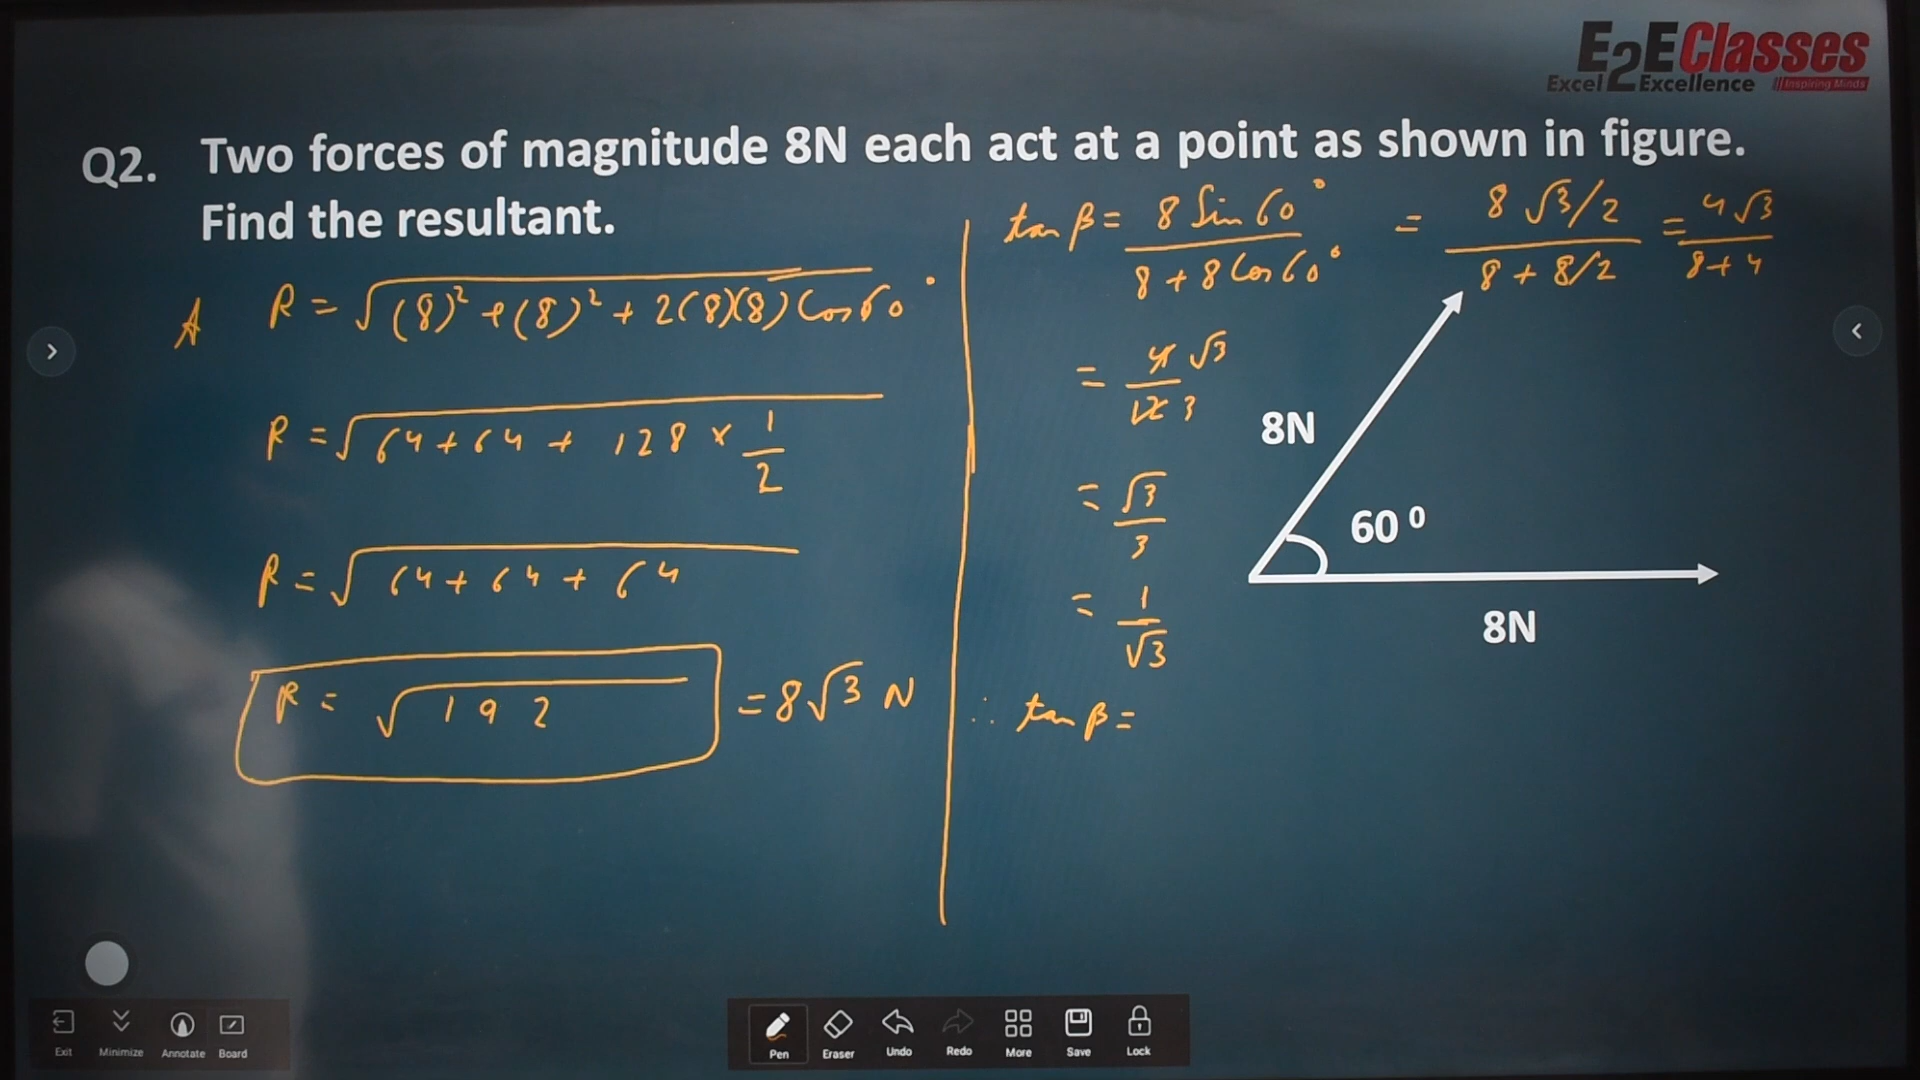 E2E Classes
Excel 2 Excellence // Inspiring Minds
Q2. Two forces of magnitude 8N each act at a point as shown in figure.
Find the resultant.
A R = √(8)² + (8)² + 2(8)(8) Cos 60°
R = √64 + 64 + 128 × 1/2
R = √64 + 64 + 64
R = √192 = 8√3 N
tan β = 8 Sin 60° / 8 + 8 Cos 60° = 8 √3/2 / 8 + 8/2 = 4√3 / 8 + 4
= 4 √3 / 12 3
= √3 / 3
= 1 / √3
∴ tan β =
8N
60⁰
8N
Exit Minimize Annotate Board
Pen Eraser Undo Redo More Save Lock